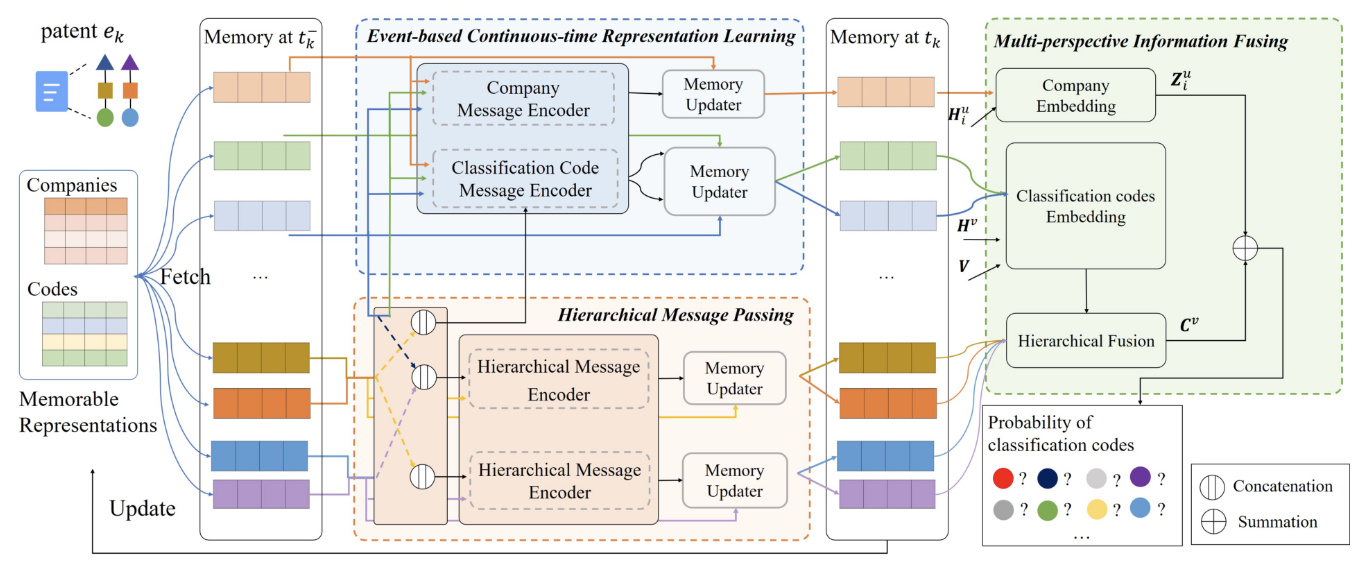 patent e_k
Memory at t_k^-
Event-based Continuous-time Representation Learning
Memory at t_k
Multi-perspective Information Fusing
Company
Message Encoder
Memory
Updater
Company
Embedding
Z_i^u
H_i^u
Classification Code
Message Encoder
Memory
Updater
Classification codes
Embedding
H^v
V
Companies
Codes
Fetch
...
...
Memorable
Representations
Update
Hierarchical Message Passing
Hierarchical Message
Encoder
Memory
Updater
Hierarchical Message
Encoder
Memory
Updater
Hierarchical Fusion
C^v
Probability of
classification codes
? ? ? ?
? ? ? ?
...
Concatenation
Summation